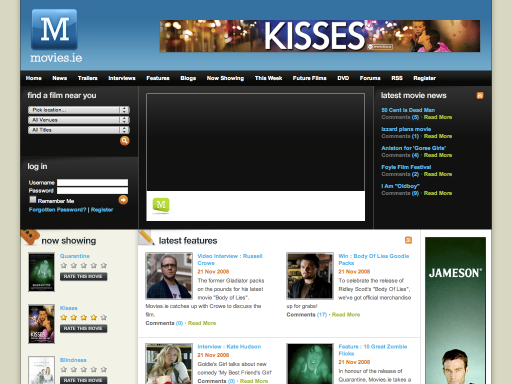 M
movies.ie
KISSES
Home News Trailers Interviews Features Blogs Now Showing This Week Future Films DVD Forums RSS Register
find a film near you
Pick location...
All Venues
All Titles
log in
Username
Password
Remember Me
Forgotten Password? | Register
M
latest movie news
50 Cent Is Dead Man
Comments (5) · Read More
Izzard plans movie
Comments (1) · Read More
Aniston for 'Goree Girls'
Comments (4) · Read More
Foyle Film Festival
Comments (2) · Read More
I Am "Oldboy"
Comments (9) · Read More
now showing
Quarantine
RATE THIS MOVIE
Kisses
RATE THIS MOVIE
Blindness
RATE THIS MOVIE
latest features
Video Interview : Russell
Crowe
21 Nov 2008
The former Gladiator packs
on the pounds for his latest
movie "Body of Lies".
Movies.ie catches up with Crowe to discuss the
film.
Comments (0) · Read More
Win : Body Of Lies Goodie
Packs
21 Nov 2008
To celebrate the release of
Ridley Scott's "Body Of Lies",
we've got official merchandise
up for grabs!
Comments (17) · Read More
Interview : Kate Hudson
21 Nov 2008
Goldie's Girl talks about new
comedy 'My Best Friend's Girl'
Comments (0) · Read More
Feature : 10 Great Zombie
Flicks
21 Nov 2008
In honour of the release of
Quarantine, Movies.ie takes a
JAMESON